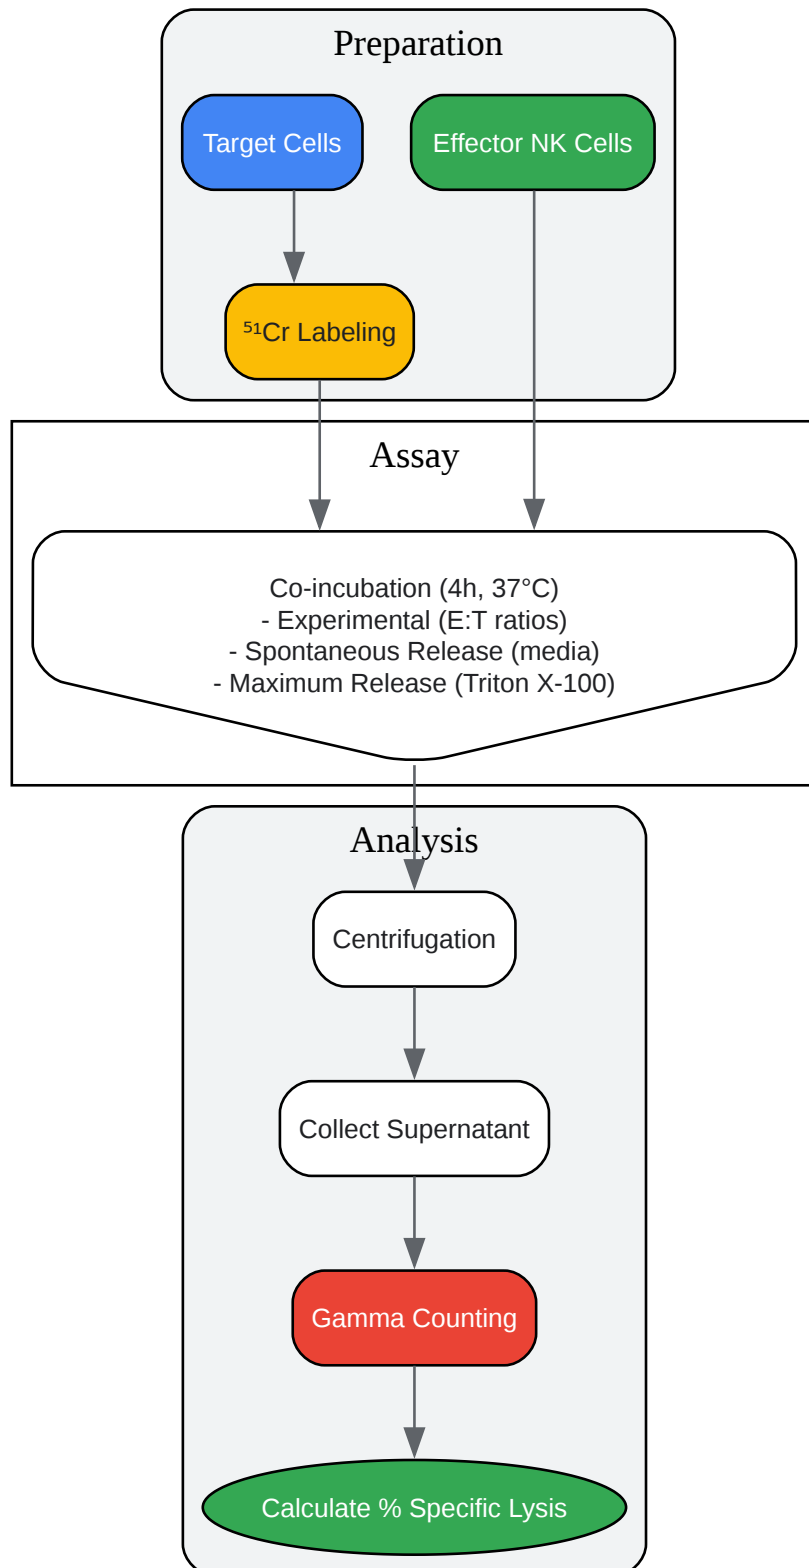 Preparation
Target Cells
Effector NK Cells
⁵¹Cr Labeling
Assay
Co-incubation (4h, 37°C)
- Experimental (E:T ratios)
- Spontaneous Release (media)
- Maximum Release (Triton X-100)
Analysis
Centrifugation
Collect Supernatant
Gamma Counting
Calculate % Specific Lysis